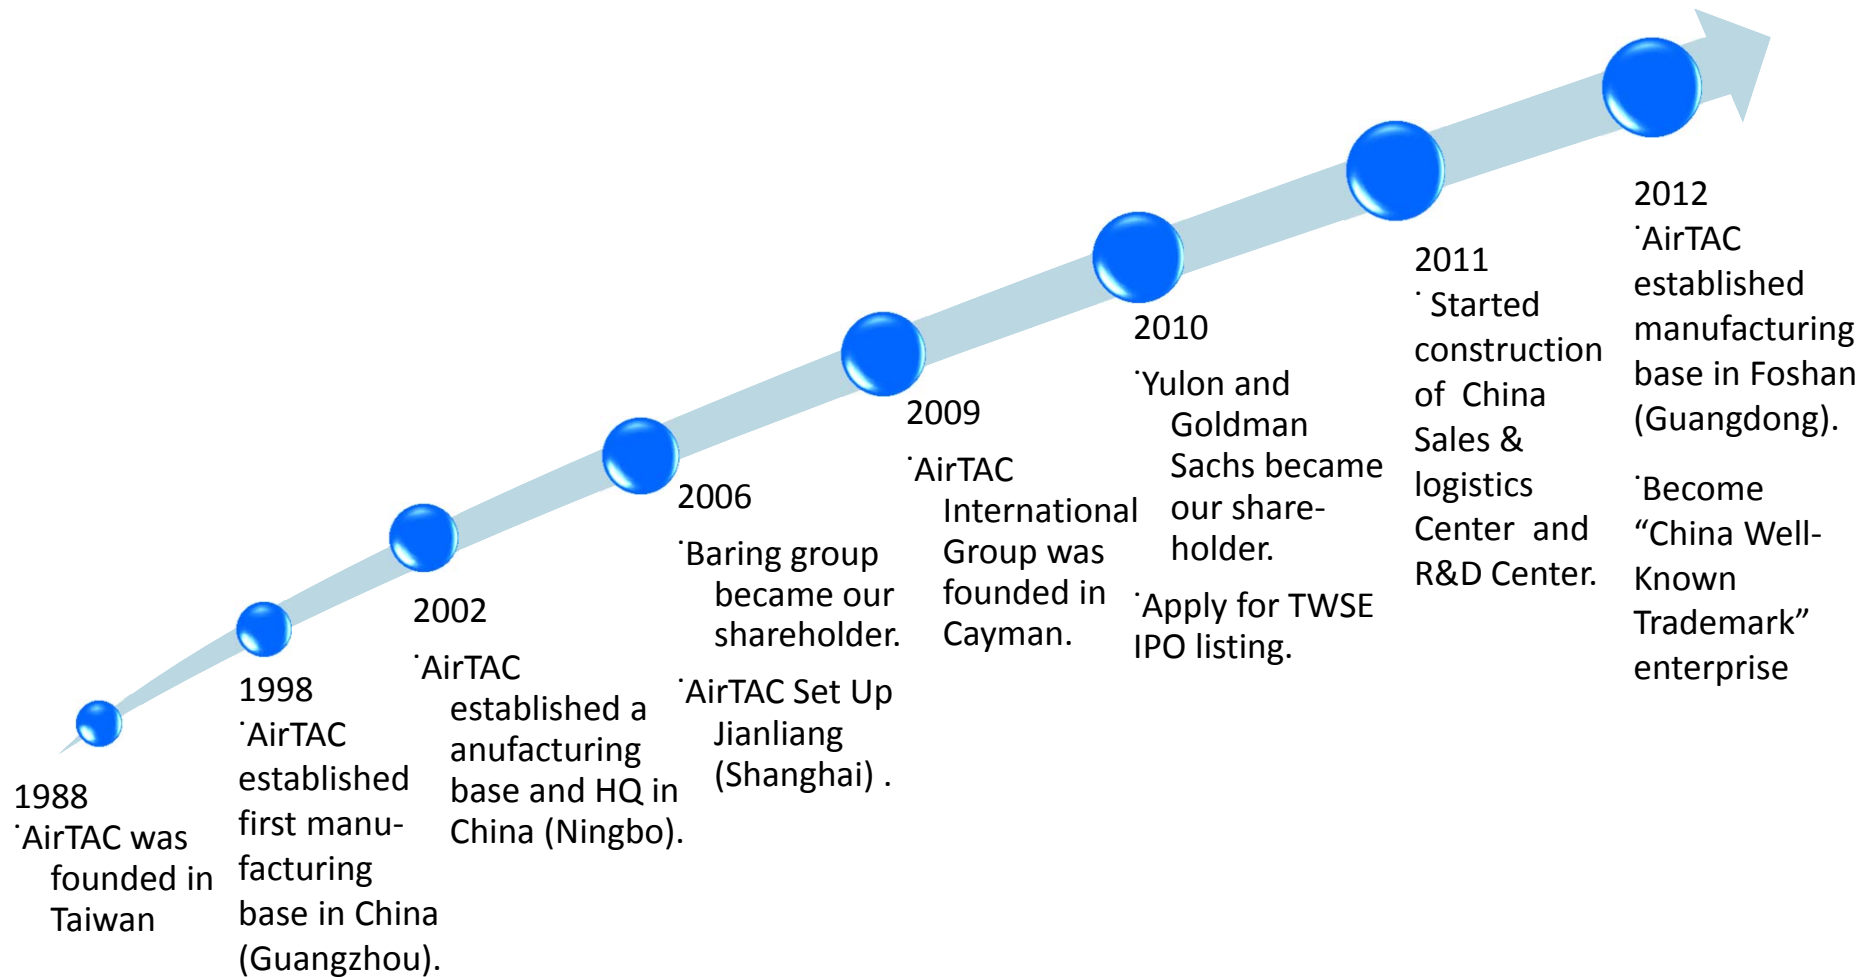 1988
˙AirTAC was
founded in
Taiwan
1998
˙AirTAC
established
first manu-
facturing
base in China
(Guangzhou).
2002
˙AirTAC
established a
anufacturing
base and HQ in
China (Ningbo).
2006
˙Baring group
became our
shareholder.
˙AirTAC Set Up
Jianliang
(Shanghai) .
2009
˙AirTAC
International
Group was
founded in
Cayman.
2010
˙Yulon and
Goldman
Sachs became
our share-
holder.
˙Apply for TWSE
IPO listing.
2011
˙ Started
construction
of  China
Sales &
logistics
Center  and
R&D Center.
2012
˙AirTAC
established
manufacturing
base in Foshan
(Guangdong).
˙Become
“China Well-
Known
Trademark”
enterprise